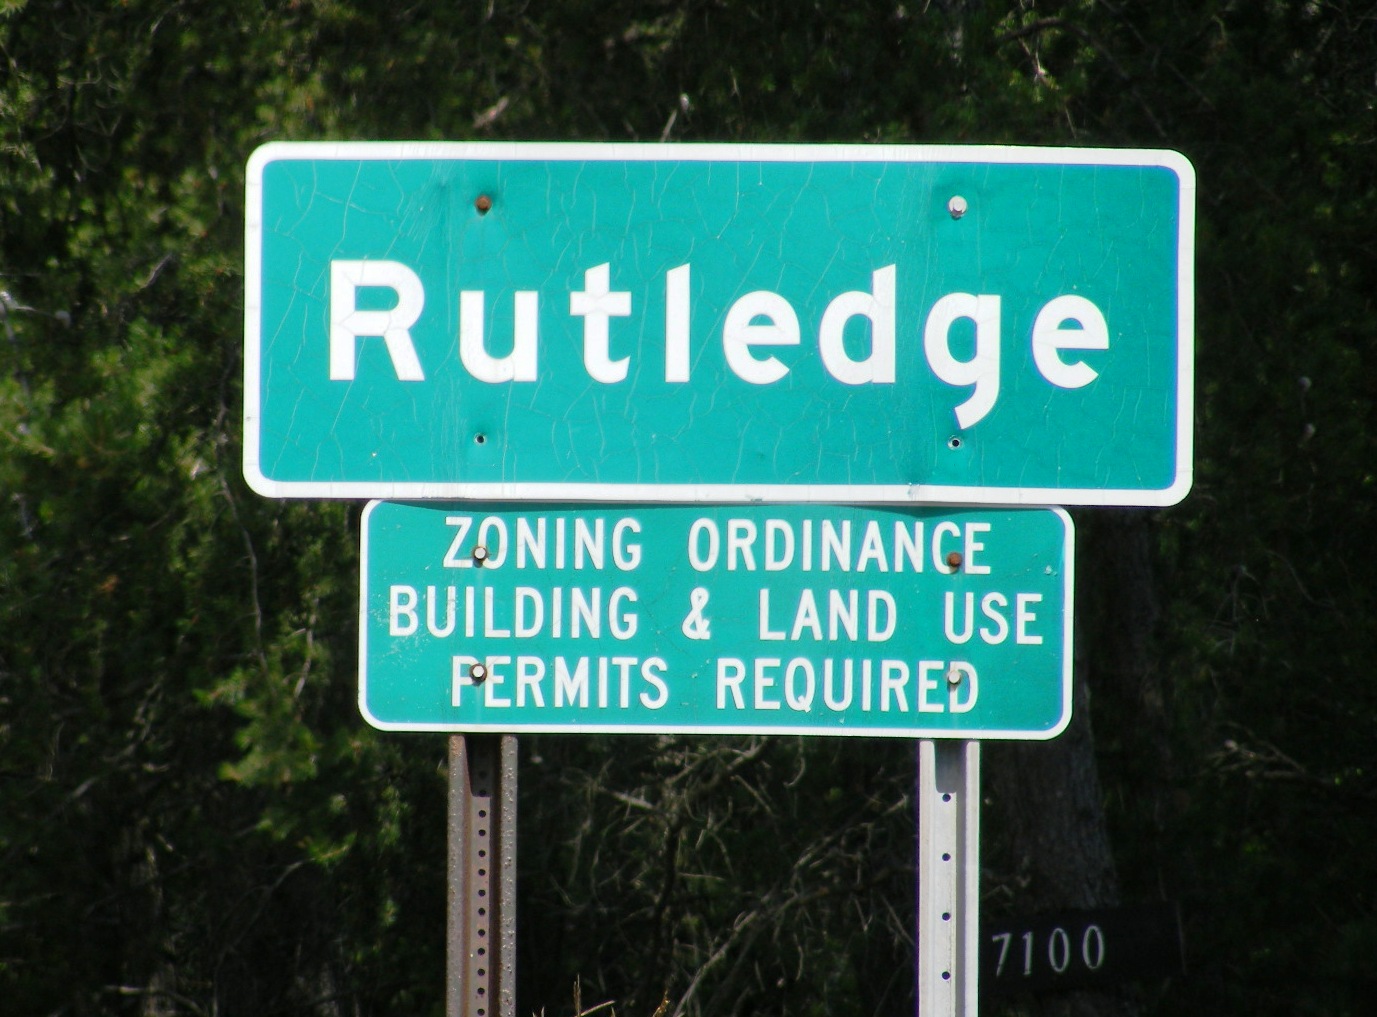 Rutledge
ZONING ORDINANCE
BUILDING & LAND USE
PERMITS REQUIRED
7100